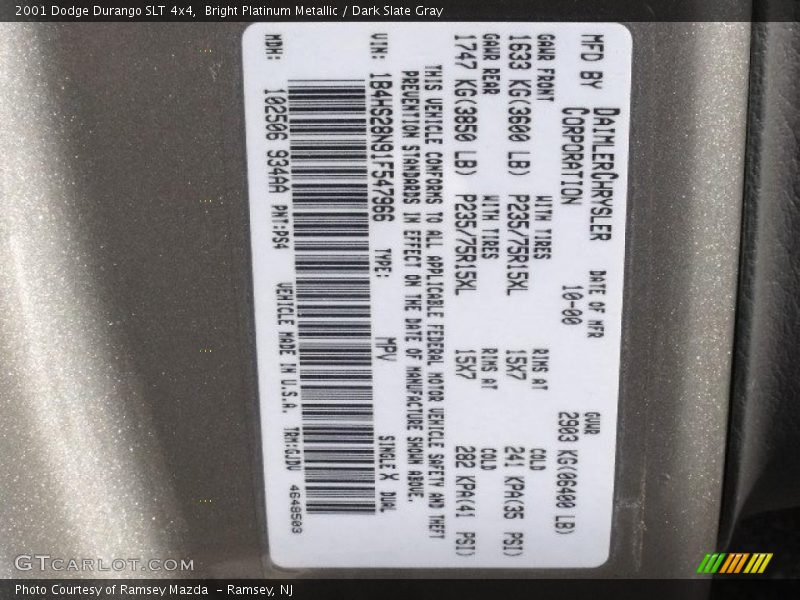 2001 Dodge Durango SLT 4x4,  Bright Platinum Metallic / Dark Slate Gray
MFD BY DAIMLERCHRYSLER CORPORATION
DATE OF MFR 10-00
GVWR 2903 KG(06400 LB)
GAWR FRONT 1633 KG(3600 LB)
WITH TIRES P235/75R15XL
RIMS AT 15X7
COLD 241 KPA(35 PSI)
GAWR REAR 1747 KG(3850 LB)
WITH TIRES P235/75R15XL
RIMS AT 15X7
COLD 282 KPA(41 PSI)
THIS VEHICLE CONFORMS TO ALL APPLICABLE FEDERAL MOTOR VEHICLE SAFETY AND THEFT
PREVENTION STANDARDS IN EFFECT ON THE DATE OF MANUFACTURE SHOWN ABOVE.
VIN: 1B4HS28N91F547966 TYPE: MPV SINGLE X DUAL
MDH: 102506 934AA PNT:PS4 VEHICLE MADE IN U.S.A. TRM:G1DV 4648503
GTcarlot.com
Photo Courtesy of Ramsey Mazda  – Ramsey, NJ